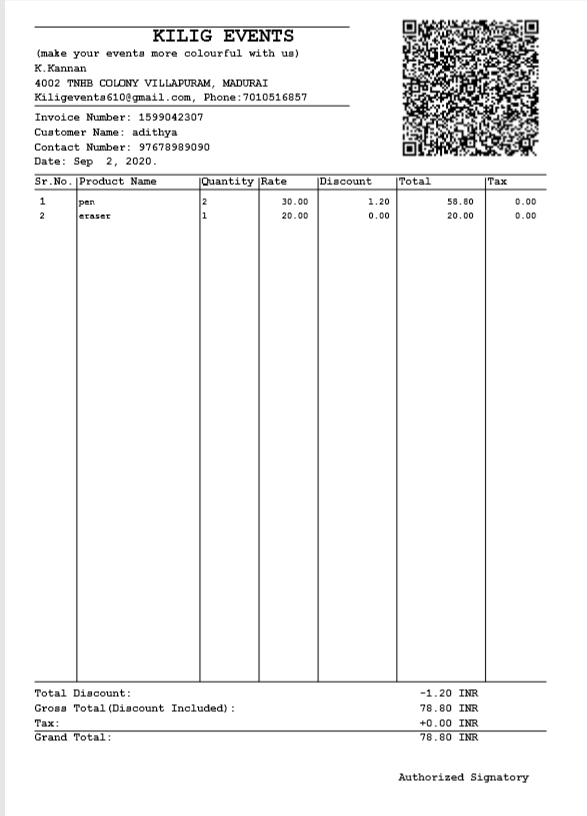 KILIG EVENTS
(make your events more colourful with us)
K.Kannan
4002 TNHB COLONY VILLAPURAM, MADURAI
Kiligevents610@gmail.com, Phone:7010516857
Invoice Number: 1599042307
Customer Name: adithya
Contact Number: 97678989090
Date: Sep 2, 2020.
Sr.No. Product Name Quantity Rate Discount Total Tax
1 pen 2 30.00 1.20 58.80 0.00
2 eraser 1 20.00 0.00 20.00 0.00
Total Discount: -1.20 INR
Gross Total(Discount Included): 78.80 INR
Tax: +0.00 INR
Grand Total: 78.80 INR
Authorized Signatory